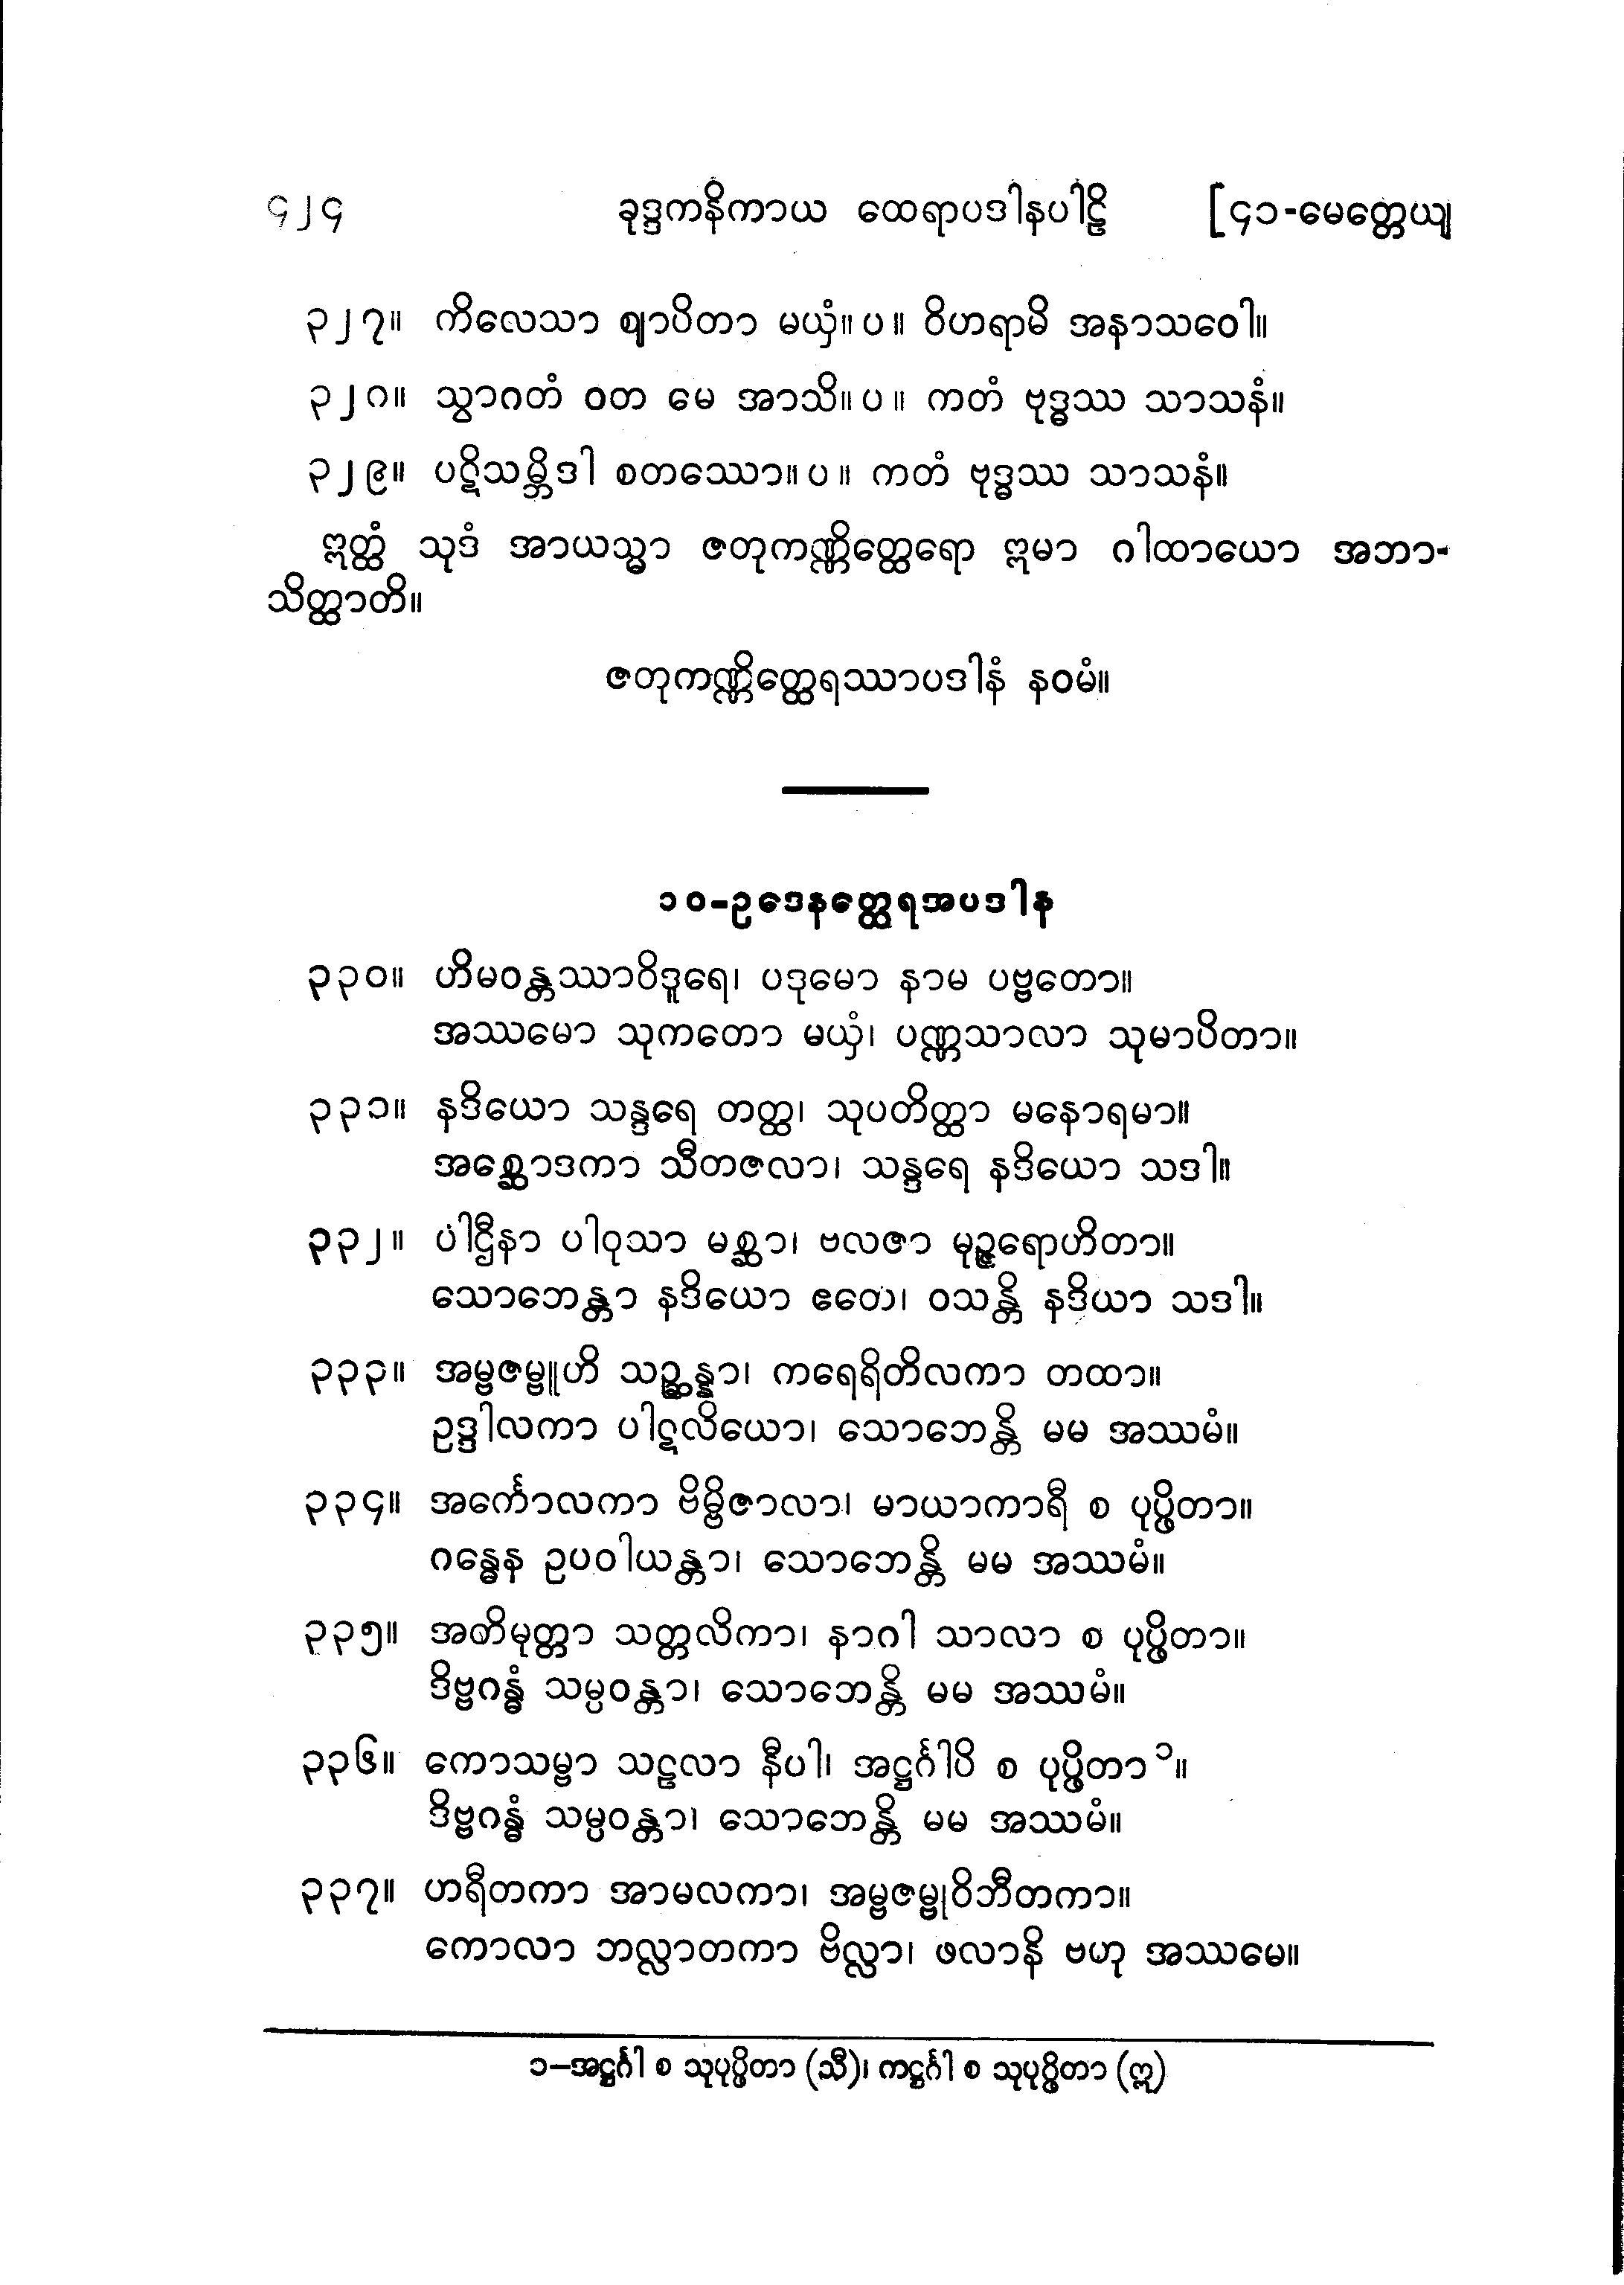 ၄၂၄ ခုဒ္ဒကနိကာယ ထေရာပဒါနပါဠိ [၄၁-မေတ္တေယျ
၃၂၇။ ကိလေသာ ဈာပိတာ မယှံ။ ပ ။ ဝိဟရာမိ အနာသဝေါ။
၃၂၈။ သွာဂတံ ဝတ မေ အာသိ။ ပ ။ ကတံ ဗုဒ္ဓဿ သာသနံ။
၃၂၉။ ပဋိသမ္ဘိဒါ စတဿော။ ပ ။ ကတံ ဗုဒ္ဓဿ သာသနံ။
ဣတ္ထံ သုဒံ အာယသ္မာ ဇတုကဏ္ဏိတ္ထေရော ဣမာ ဂါထာယော အဘာ-
သိတ္ထာတိ။
ဇတုကဏ္ဏိတ္ထေရဿာပဒါနံ နဝမံ။
၁၀-ဥဒေနတ္ထေရအပဒါန
၃၃၀။ ဟိမဝန္တဿာဝိဒူရေ၊ ပဒုမော နာမ ပဗ္ဗတော။
အဿမော သုကတော မယှံ၊ ပဏ္ဏသာလာ သုမာပိတာ။
၃၃၁။ နဒိယော သန္ဒရေ တတ္ထ၊ သုပတိတ္ထာ မနောရမာ။
အစ္ဆောဒကာ သီတဇလာ၊ သန္ဒရေ နဒိယော သဒါ။
၃၃၂။ ပါဌီနာ ပါဝုသာ မစ္ဆာ၊ ဗလဇာ မုဉ္ဇရောဟိတာ။
သောဘေန္တာ နဒိယော ဧတေ၊ ဝသန္တိ နဒိယာ သဒါ။
၃၃၃။ အမ္ဗဇမ္ဗူဟိ သဉ္ဆန္နာ၊ ကရေရိတိလကာ တထာ။
ဥဒ္ဒါလကာ ပါဋလိယော၊ သောဘေန္တိ မမ အဿမံ။
၃၃၄။ အင်္ကောလကာ ဗိမ္ဗိဇာလာ၊ မာယာကာရီ စ ပုပ္ဖိတာ။
ဂန္ဓေန ဥပဝါယန္တာ၊ သောဘေန္တိ မမ အဿမံ။
၃၃၅။ အတိမုတ္တာ သတ္တလိကာ၊ နာဂါ သာလာ စ ပုပ္ဖိတာ။
ဒိဗ္ဗဂန္ဓံ သမ္ပဝန္တာ၊ သောဘေန္တိ မမ အဿမံ။
၃၃၆။ ကောသမ္ဗာ သဠလာ နီပါ၊ အဋ္ဌင်္ဂါပိ စ ပုပ္ဖိတာ ၁။
ဒိဗ္ဗဂန္ဓံ သမ္ပဝန္တာ၊ သောဘေန္တိ မမ အဿမံ။
၃၃၇။ ဟရီတကာ အာမလကာ၊ အမ္ဗဇမ္ဗုဝိဘီတကာ။
ကောလာ ဘလ္လာတကာ ဗိလ္လာ၊ ဖလာနိ ဗဟု အဿမေ။
၁–အဋ္ဌင်္ဂါ စ သုပုပ္ဖိတာ (သီ)၊ ကဋ္ဌင်္ဂါ စ သုပုပ္ဖိတာ (ဣ)